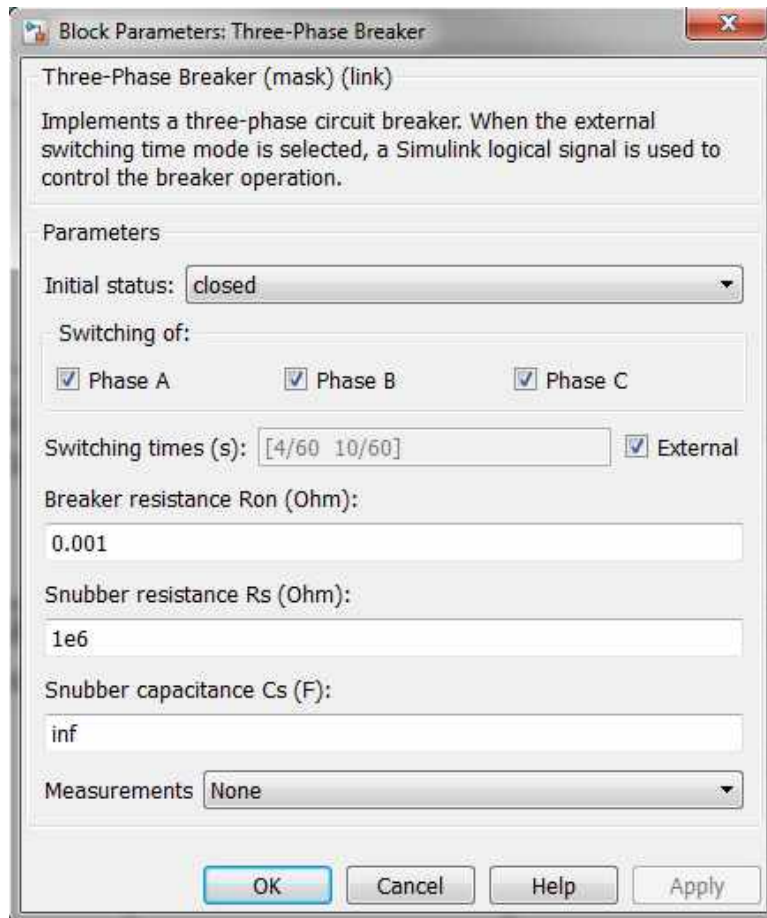 Block Parameters: Three-Phase Breaker
Three-Phase Breaker (mask) (link)
Implements a three-phase circuit breaker. When the external
switching time mode is selected, a Simulink logical signal is used to
control the breaker operation.
Parameters
Initial status: closed
Switching of:
Phase A Phase B Phase C
Switching times (s): [4/60 10/60] External
Breaker resistance Ron (Ohm):
0.001
Snubber resistance Rs (Ohm):
1e6
Snubber capacitance Cs (F):
inf
Measurements None
OK Cancel Help Apply